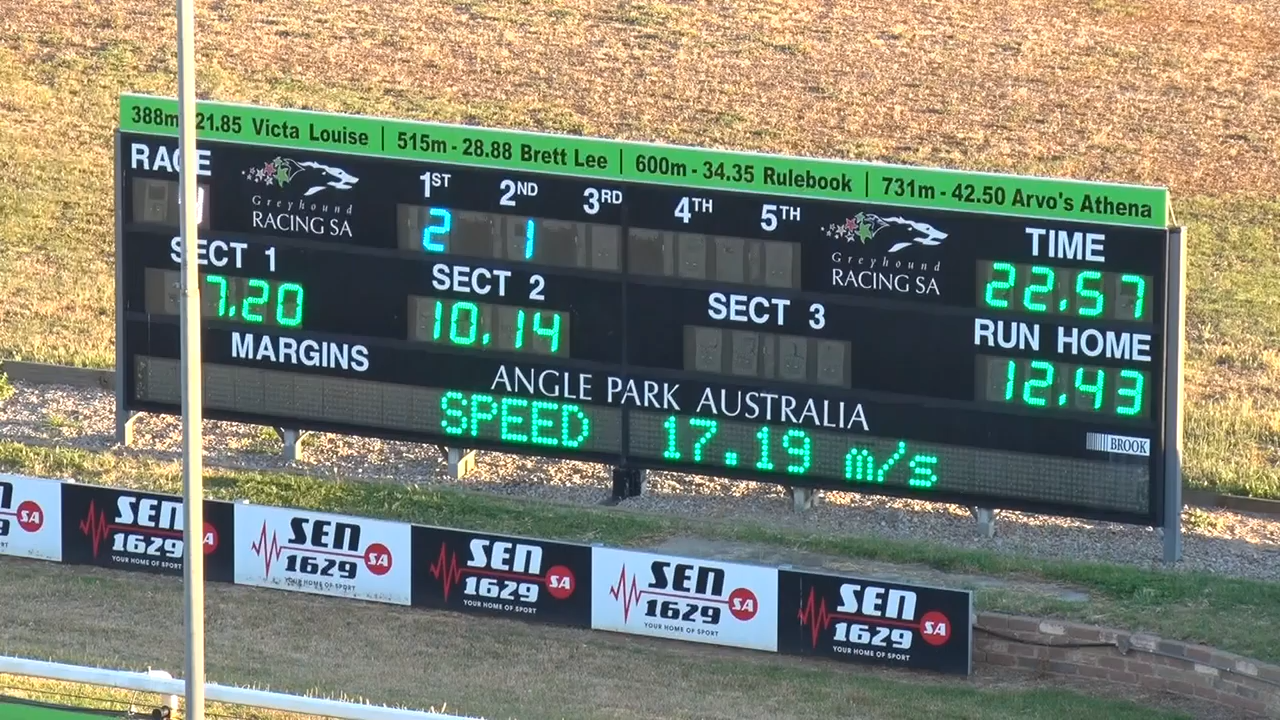 388m 21.85 Victa Louise | 515m - 28.88 Brett Lee | 600m - 34.35 Rulebook | 731m - 42.50 Arvo's Athena
RACE
Greyhound
RACING SA
1ST 2ND 3RD 4TH 5TH
2 1
Greyhound
RACING SA
TIME
22.57
SECT 1
7.20
SECT 2
10.14
SECT 3
RUN HOME
12.43
MARGINS
ANGLE PARK AUSTRALIA
SPEED 17.19 m/s
BROOK
SA
SEN
1629 SA
YOUR HOME OF SPORT
SEN
1629 SA
YOUR HOME OF SPORT
SEN
1629 SA
YOUR HOME OF SPORT
SEN
1629 SA
YOUR HOME OF SPORT
SEN
1629 SA
YOUR HOME OF SPORT